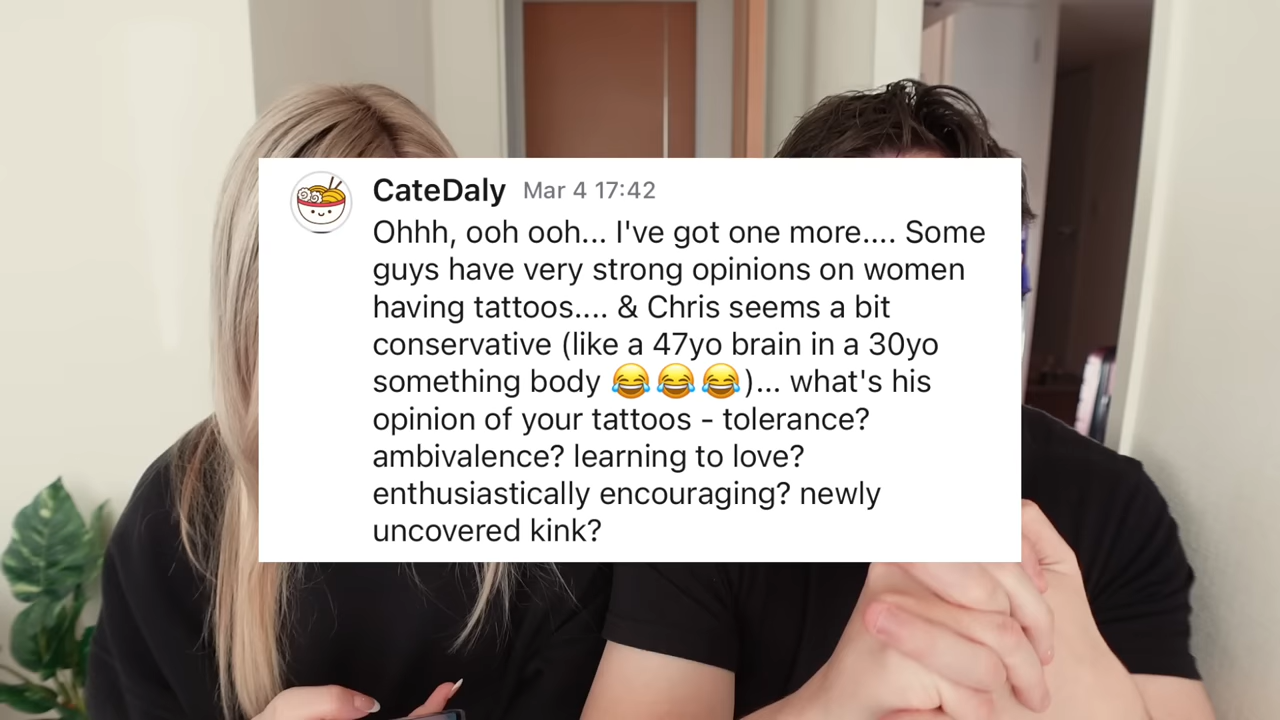 CateDaly Mar 4 17:42
Ohhh, ooh ooh... I've got one more.... Some
guys have very strong opinions on women
having tattoos.... & Chris seems a bit
conservative (like a 47yo brain in a 30yo
something body 😂😂😂)... what's his
opinion of your tattoos - tolerance?
ambivalence? learning to love?
enthusiastically encouraging? newly
uncovered kink?